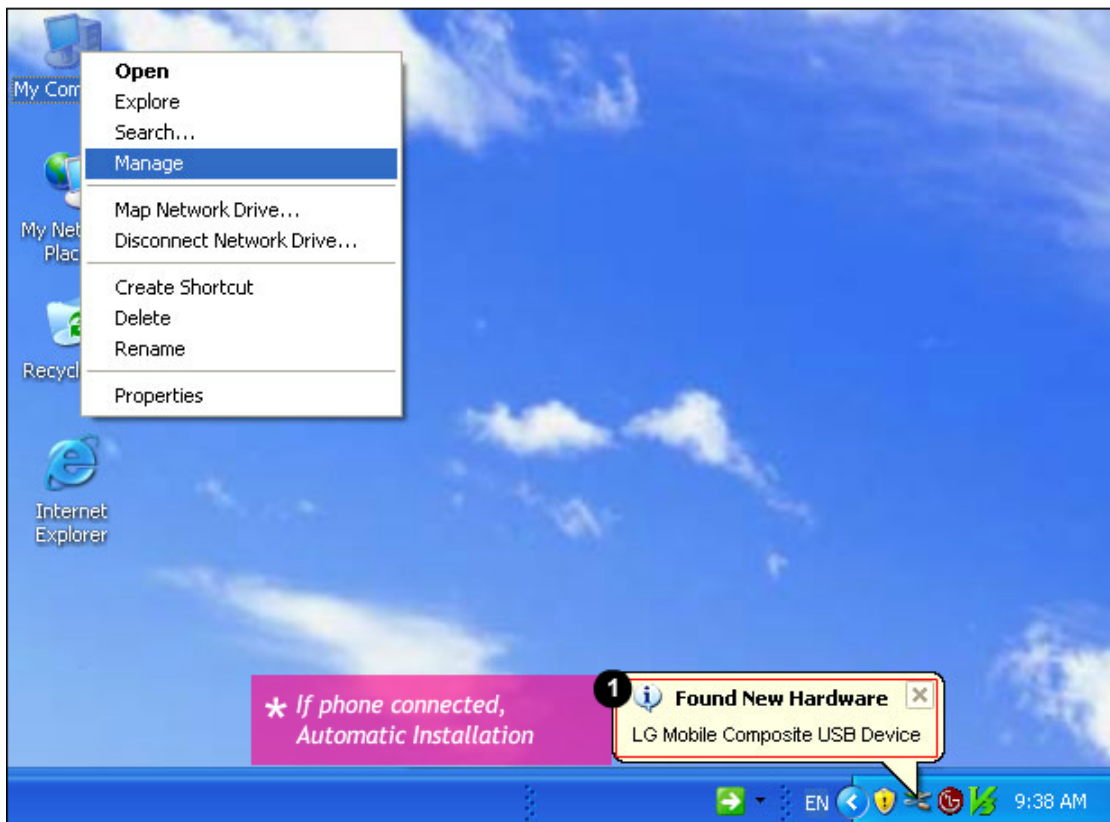 My Com
Open
Explore
Search...
Manage
Map Network Drive...
Disconnect Network Drive...
Create Shortcut
Delete
Rename
Properties
My Net
Plac
Recycl
Internet
Explorer
* If phone connected,
Automatic Installation
1
Found New Hardware
LG Mobile Composite USB Device
EN
9:38 AM